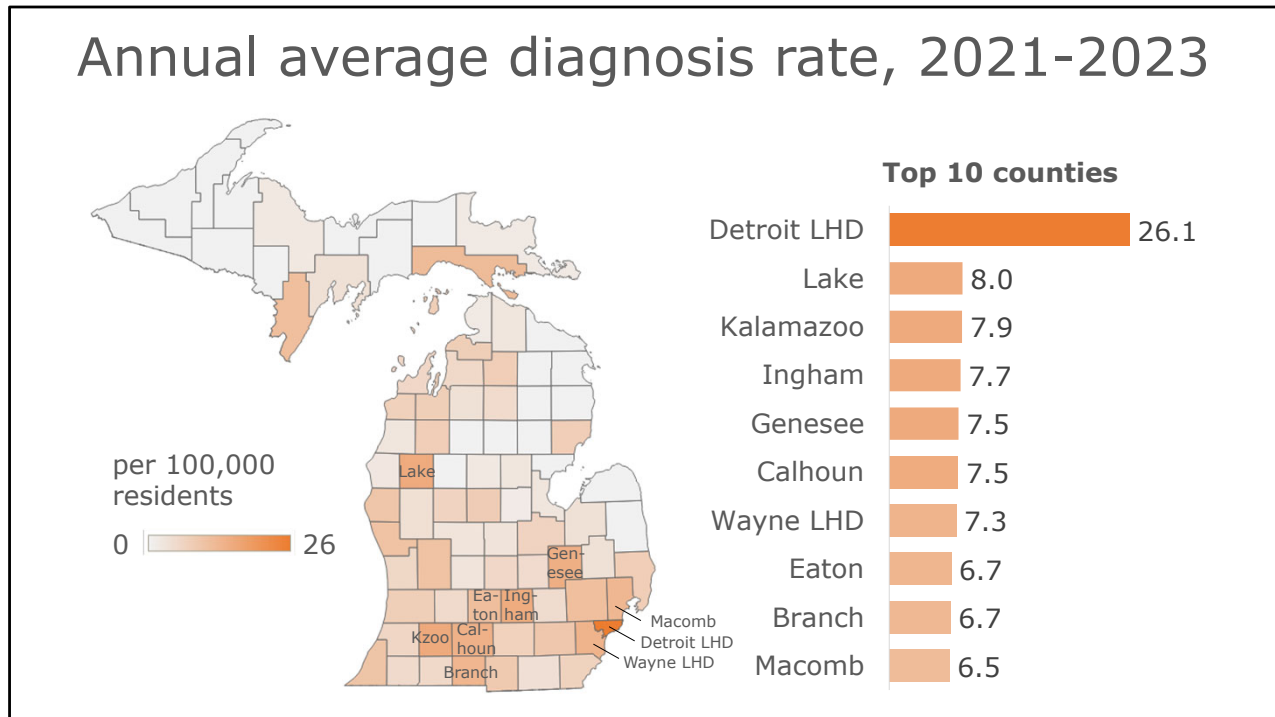 Annual average diagnosis rate, 2021-2023
Top 10 counties
Detroit LHD 26.1
Lake 8.0
Kalamazoo 7.9
Ingham 7.7
Genesee 7.5
Calhoun 7.5
Wayne LHD 7.3
Eaton 6.7
Branch 6.7
Macomb 6.5
per 100,000
residents
0 26
Lake
Gen-
esee
Ea-
ton
Ing-
ham
Kzoo
Cal-
houn
Branch
Macomb
Detroit LHD
Wayne LHD